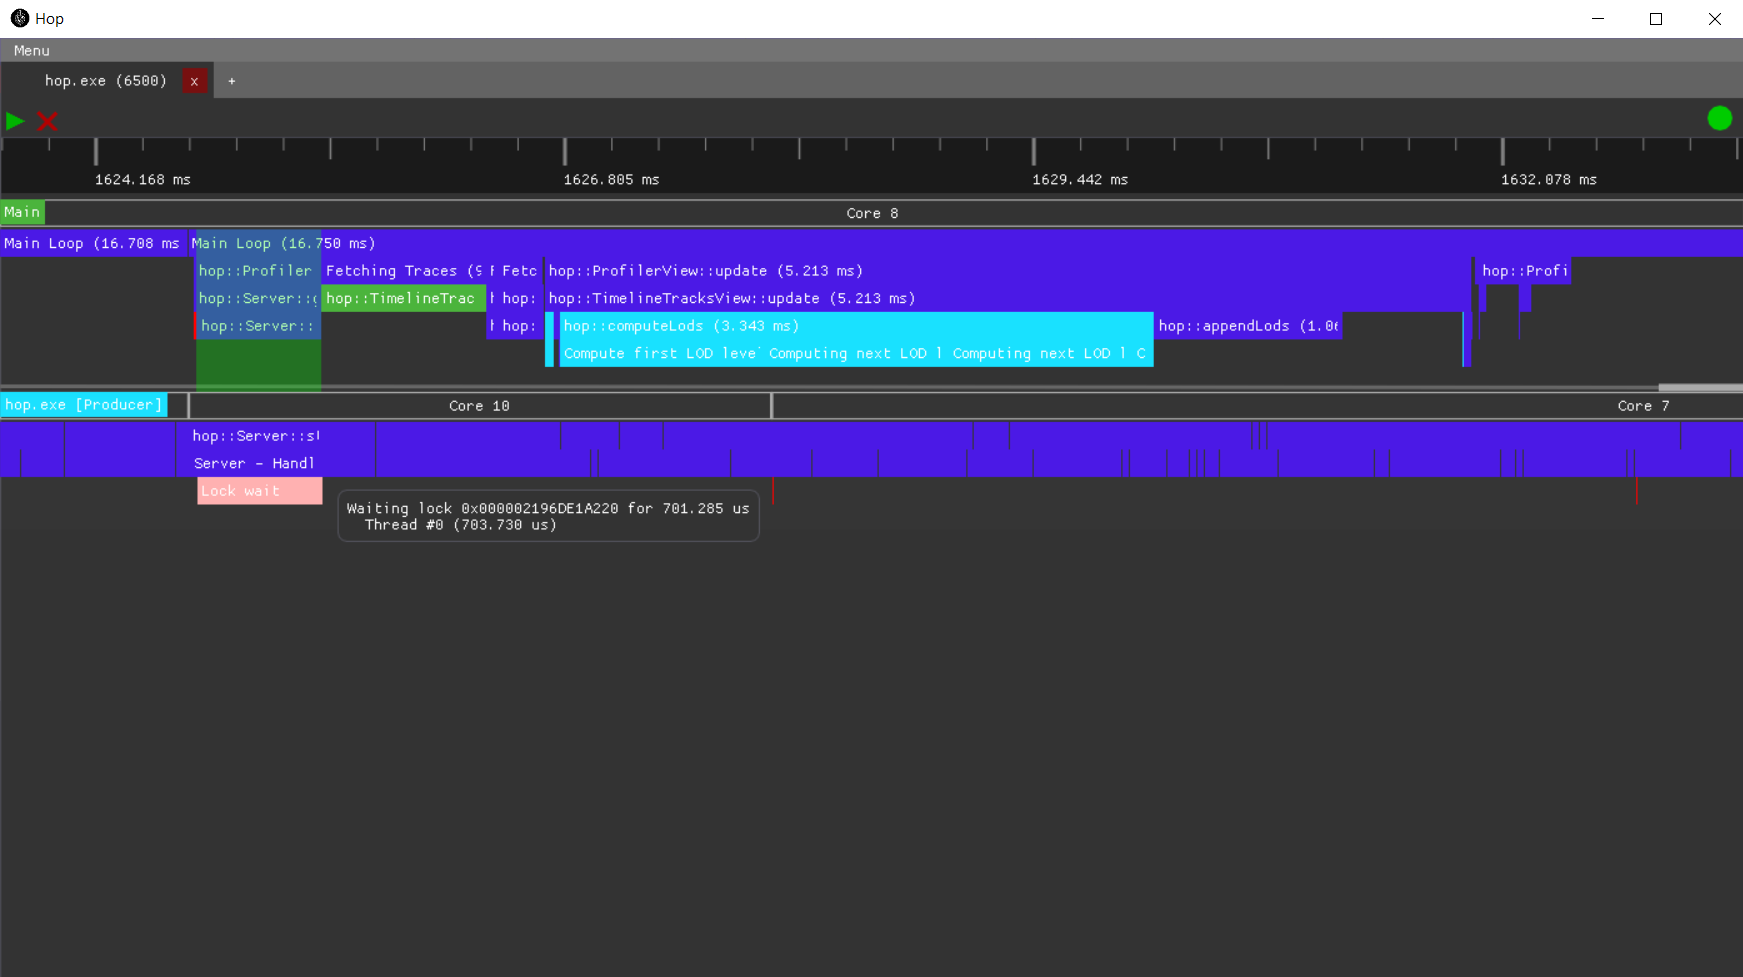 Hop
Menu
hop.exe (6500) x +
1624.168 ms 1626.805 ms 1629.442 ms 1632.078 ms
Main Core 8
Main Loop (16.708 ms Main Loop (16.750 ms)
hop::Profiler Fetching Traces (9 Fetc hop::ProfilerView::update (5.213 ms) hop::Profi
hop::Server:: hop::TimelineTrac hop: hop::TimelineTracksView::update (5.213 ms)
hop::Server:: hop: hop::computeLods (3.343 ms) hop::appendLods (1.0
Compute first LOD leve Computing next LOD l Computing next LOD l C
hop.exe [Producer] Core 10 Core 7
hop::Server::s
Server - Handl
Lock wait
Waiting lock 0x000002196DE1A220 for 701.285 us
Thread #0 (703.730 us)